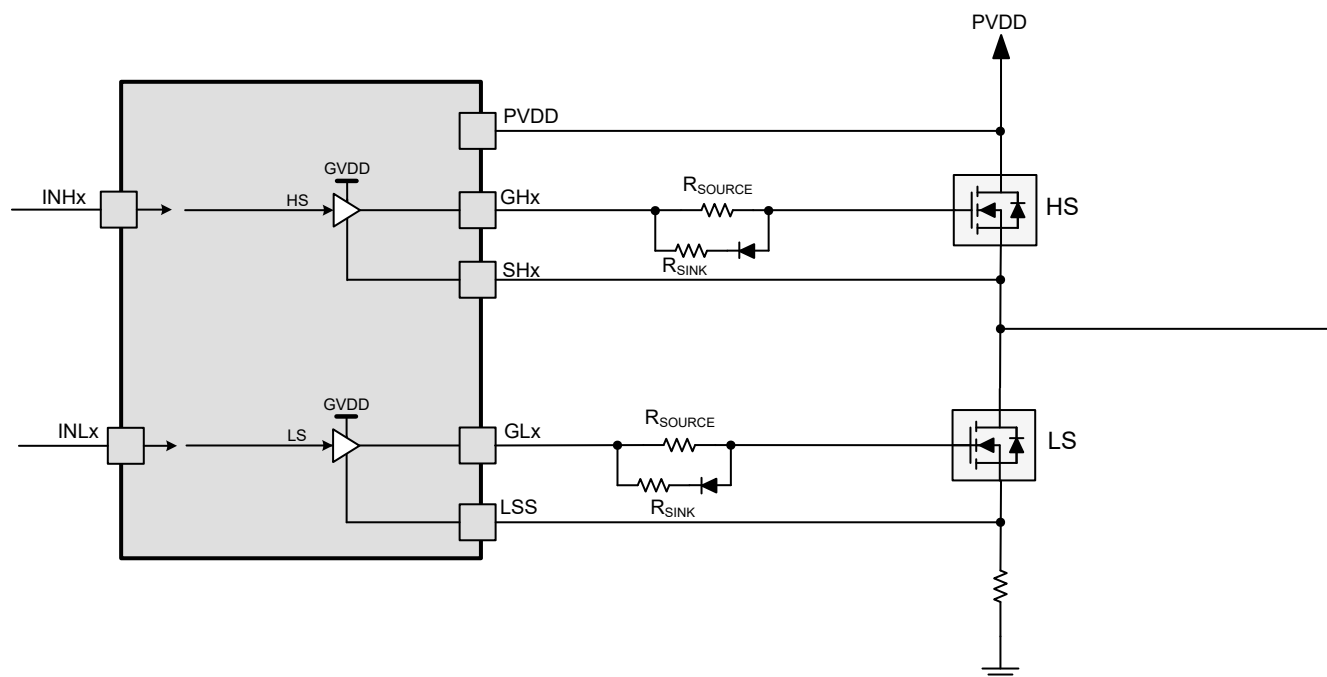 PVDD
PVDD
GVDD
INHx
HS
GHx
RSOURCE
HS
RSINK
SHx
GVDD
INLx
LS
GLx
RSOURCE
LS
RSINK
LSS